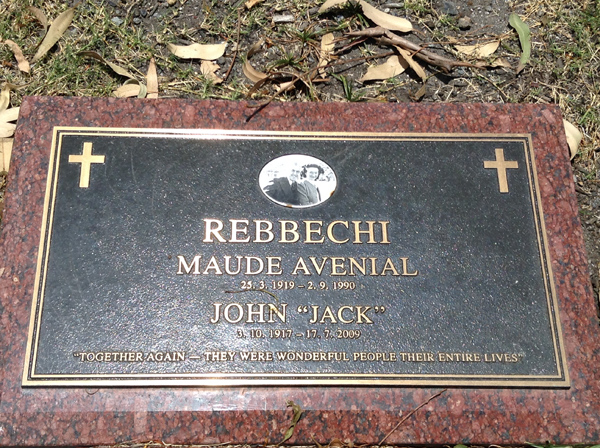 REBBECHI
MAUDE AVENIAL
25. 3. 1919 – 2. 9. 1990
JOHN "JACK"
3. 10. 1917 – 17. 7. 2009
"TOGETHER AGAIN — THEY WERE WONDERFUL PEOPLE THEIR ENTIRE LIVES"